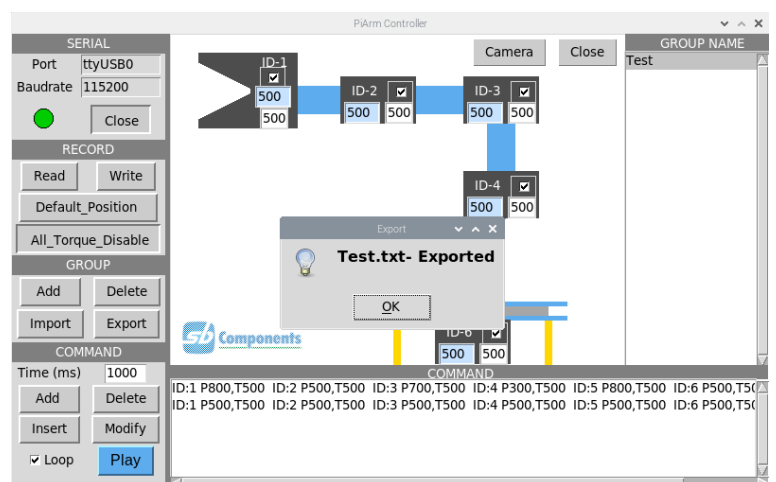 PiArm Controller
SERIAL
Port ttyUSB0
Baudrate 115200
Close
RECORD
Read Write
Default_Position
All_Torque_Disable
GROUP
Add Delete
Import Export
COMMAND
Time (ms) 1000
Add Delete
Insert Modify
Loop Play
Camera Close
ID-1
500
500
ID-2
500 500
ID-3
500 500
ID-4
500 500
Export
Test.txt- Exported
OK
sb Components
ID-6
500 500
GROUP NAME
Test
COMMAND
ID:1 P800,T500 ID:2 P500,T500 ID:3 P700,T500 ID:4 P300,T500 ID:5 P800,T500 ID:6 P500,T50
ID:1 P500,T500 ID:2 P500,T500 ID:3 P500,T500 ID:4 P500,T500 ID:5 P500,T500 ID:6 P500,T50